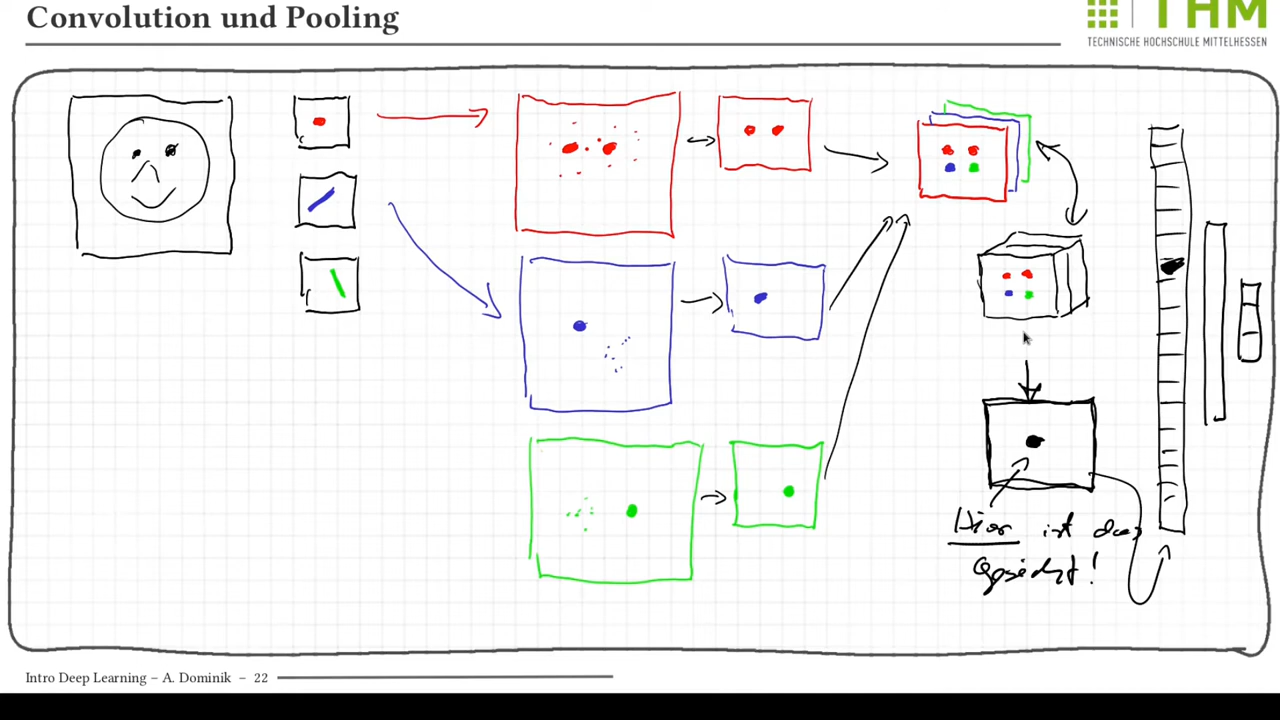 Convolution und Pooling
THM
TECHNISCHE HOCHSCHULE MITTELHESSEN
Hier ist das
Gesicht!
Intro Deep Learning – A. Dominik – 22